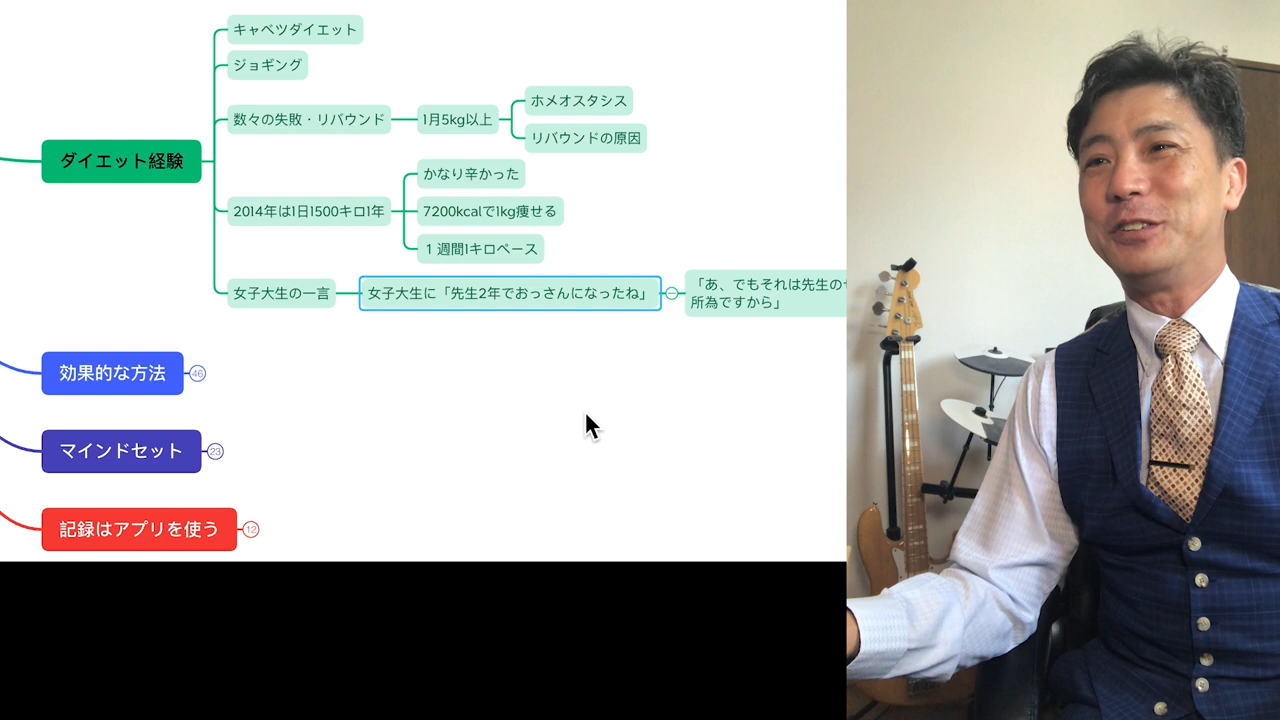 キャベツダイエット
ジョギング
数々の失敗・リバウンド
1月5kg以上
ホメオスタシス
リバウンドの原因
ダイエット経験
2014年は1日1500キロ1年
かなり辛かった
7200kcalで1kg痩せる
１週間1キロペース
女子大生の一言
女子大生に「先生2年でおっさんになったね」
「あ、でもそれは先生の
所為ですから」
効果的な方法
46
マインドセット
23
記録はアプリを使う
12